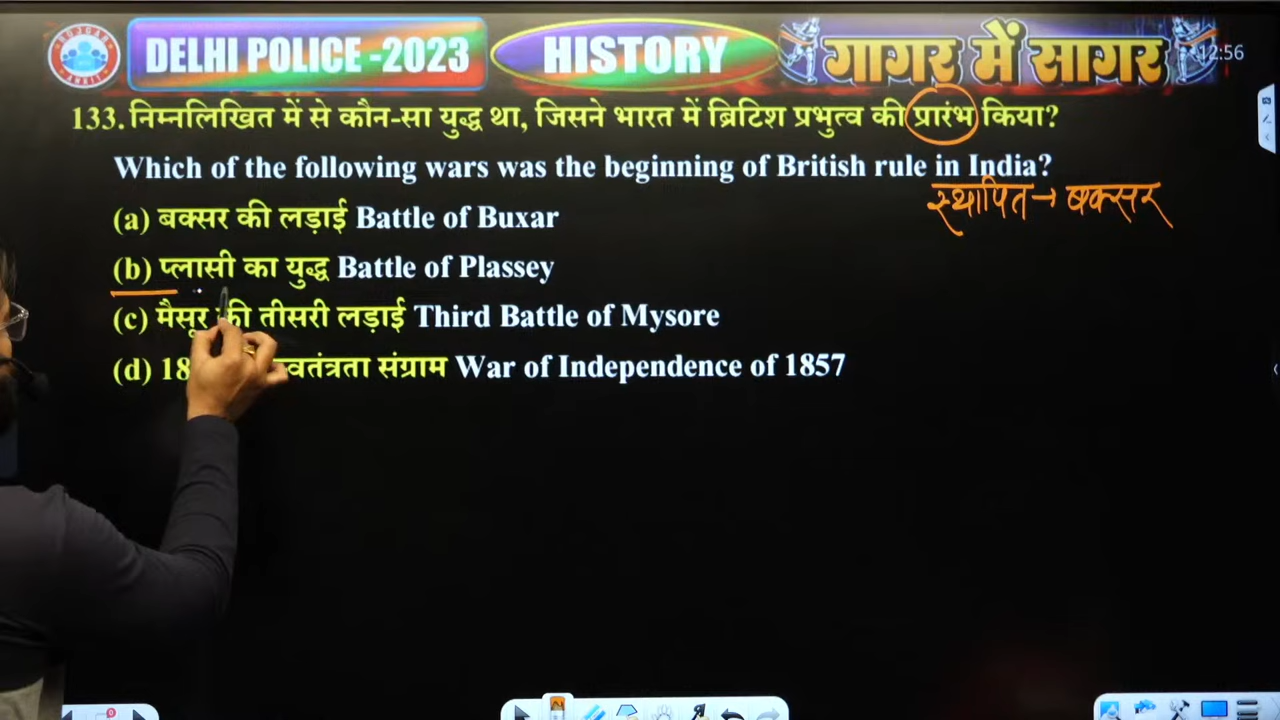 ROJGAR
ANKIT
DELHI POLICE -2023
HISTORY
गागर में सागर
12:56
133. निम्नलिखित में से कौन-सा युद्ध था, जिसने भारत में ब्रिटिश प्रभुत्व की प्रारंभ किया?
Which of the following wars was the beginning of British rule in India?
स्थापित → बक्सर
(a) बक्सर की लड़ाई Battle of Buxar
(b) प्लासी का युद्ध Battle of Plassey
(c) मैसूर की तीसरी लड़ाई Third Battle of Mysore
(d) 18 स्वतंत्रता संग्राम War of Independence of 1857